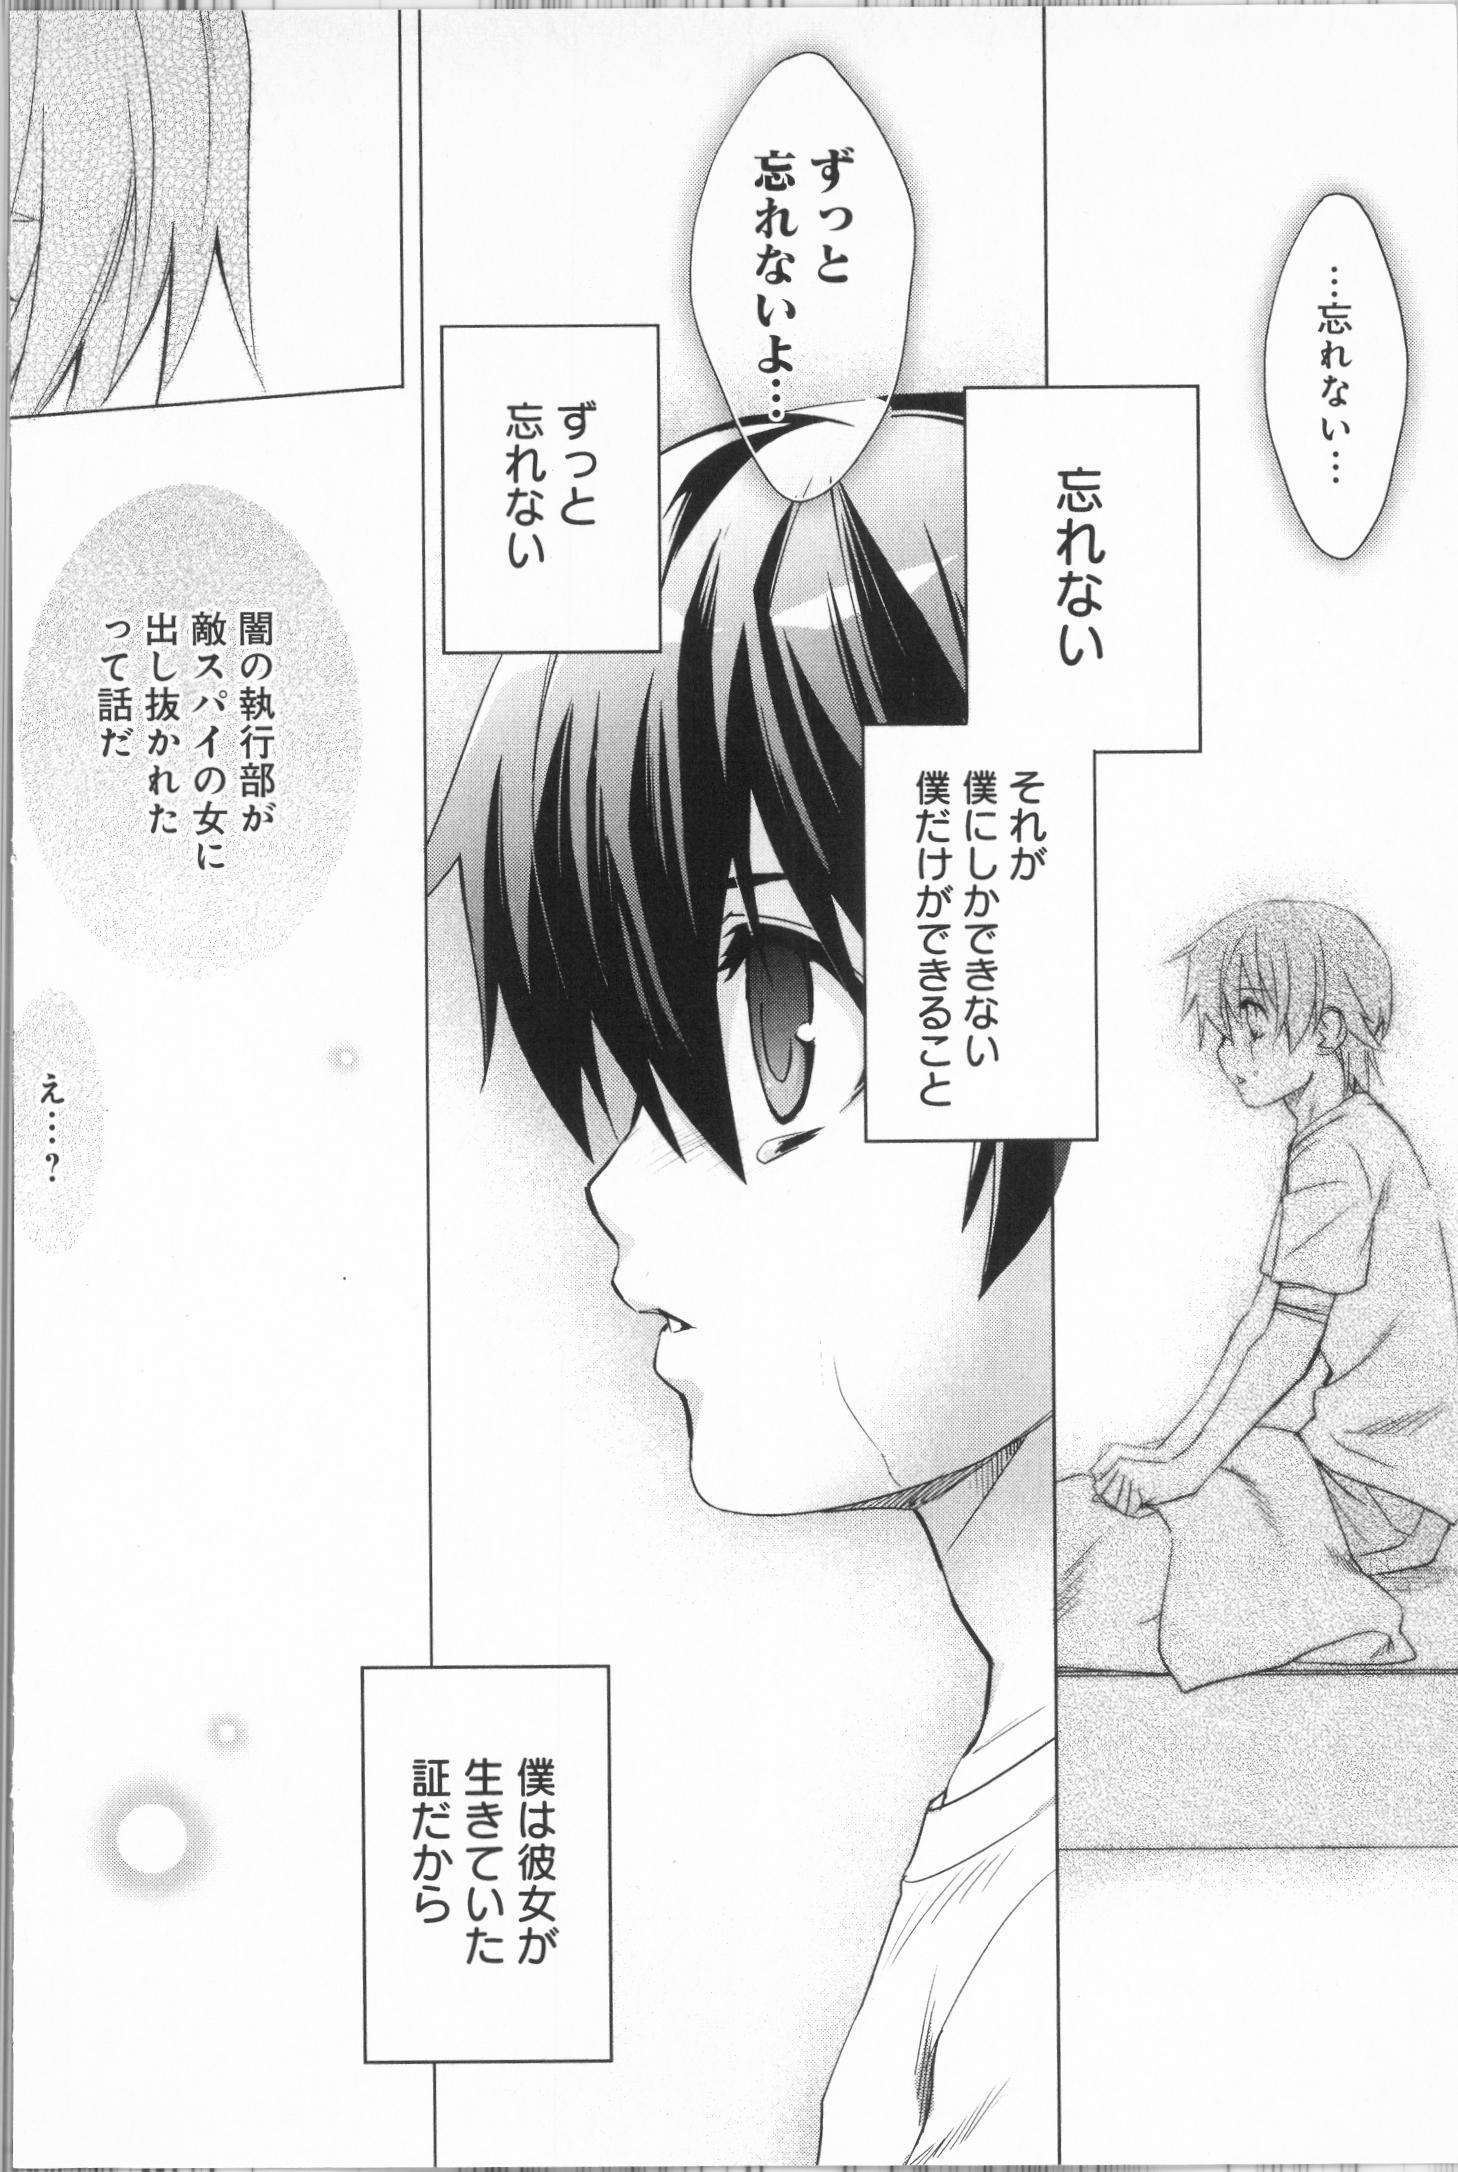 …忘れない…
忘れない
それが
僕にしかできない
僕だけができること
ずっと
忘れないよ…
ずっと
忘れない
僕は彼女が
生きていた
証だから
闇の執行部が
敵スパイの女に
出し抜かれた
って話だ
え…?